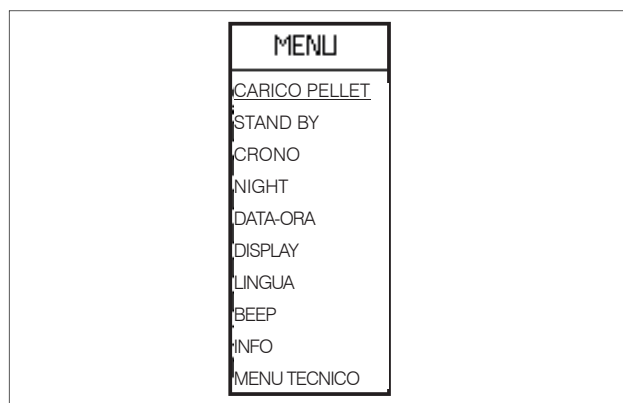 MENU
CARICO PELLET
STAND BY
CRONO
NIGHT
DATA-ORA
DISPLAY
LINGUA
BEEP
INFO
MENU TECNICO